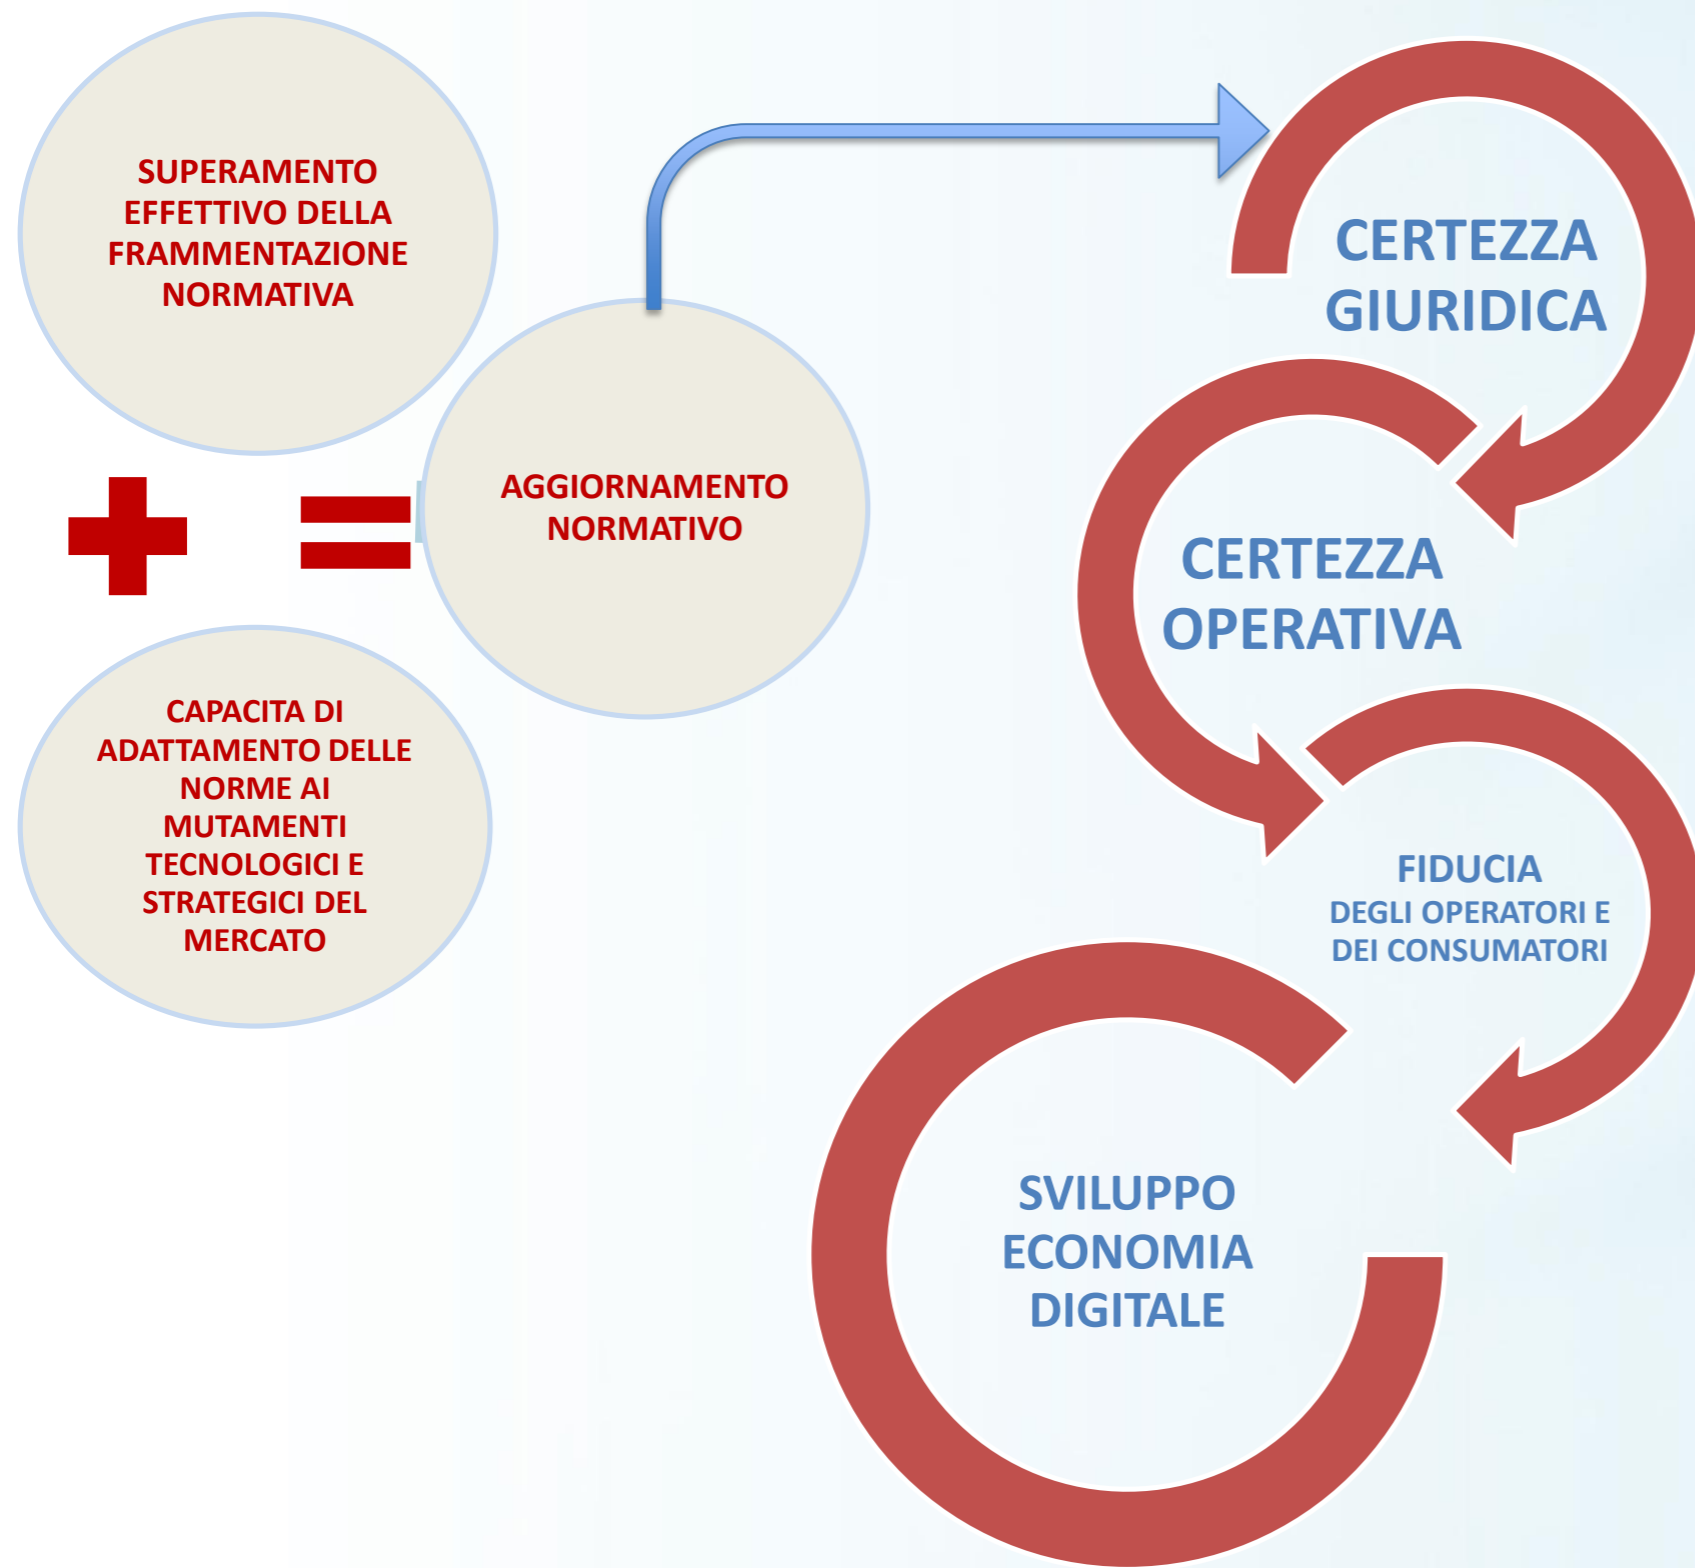 SUPERAMENTO
EFFETTIVO DELLA
FRAMMENTAZIONE
NORMATIVA
AGGIORNAMENTO
NORMATIVO
CAPACITA DI
ADATTAMENTO DELLE
NORME AI
MUTAMENTI
TECNOLOGICI E
STRATEGICI DEL
MERCATO
CERTEZZA
GIURIDICA
CERTEZZA
OPERATIVA
FIDUCIA
DEGLI OPERATORI E
DEI CONSUMATORI
SVILUPPO
ECONOMIA
DIGITALE